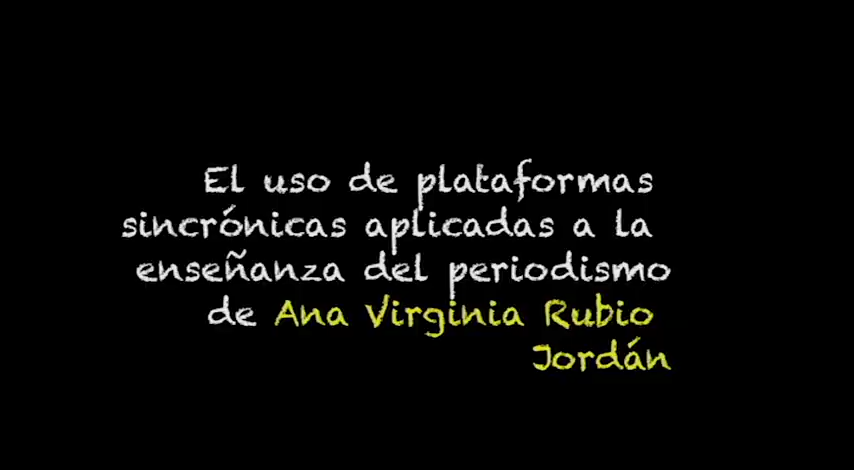 El uso de plataformas
sincrónicas aplicadas a la
enseñanza del periodismo
de Ana Virginia Rubio
Jordán